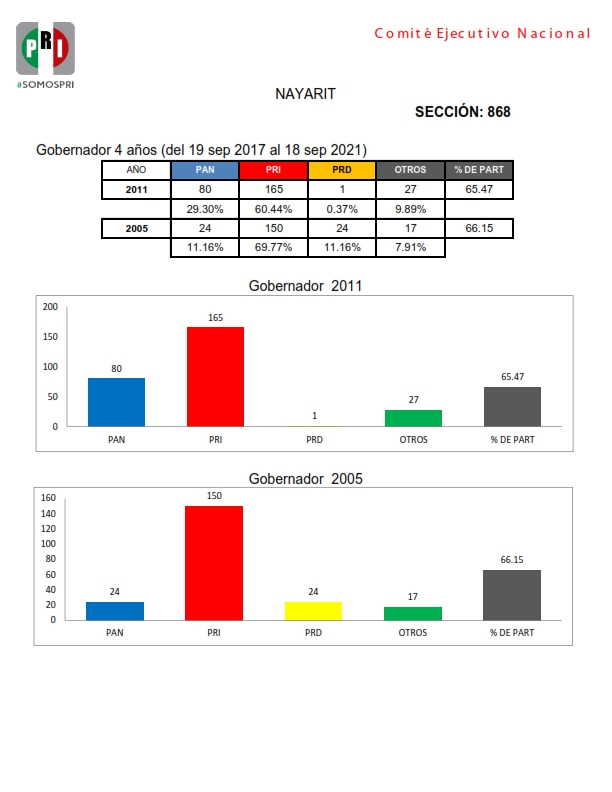 Comité Ejecutivo Nacional
PRI
#SOMOSPRI
NAYARIT
SECCIÓN: 868
Gobernador 4 años (del 19 sep 2017 al 18 sep 2021)
AÑO PAN PRI PRD OTROS % DE PART
2011 80 165 1 27 65.47
29.30% 60.44% 0.37% 9.89%
2005 24 150 24 17 66.15
11.16% 69.77% 11.16% 7.91%
Gobernador 2011
200
150
100
50
0
80
165
1
27
65.47
PAN PRI PRD OTROS % DE PART
Gobernador 2005
160
140
120
100
80
60
40
20
0
24
150
24
17
66.15
PAN PRI PRD OTROS % DE PART